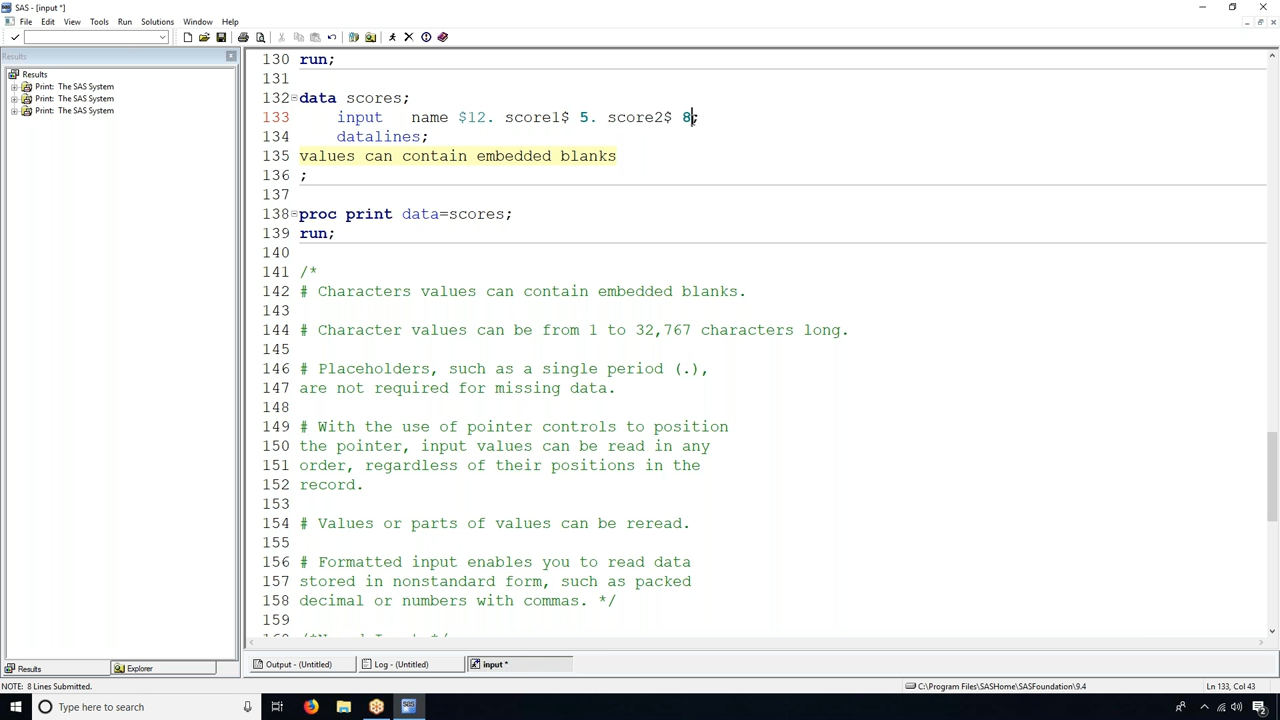 SAS - [input *]
File Edit View Tools Run Solutions Window Help
Results
Results
Print: The SAS System
Print: The SAS System
Print: The SAS System
130 run;
131
132 data scores;
133 input name $12. score1$ 5. score2$ 8;
134 datalines;
135 values can contain embedded blanks
136 ;
137
138 proc print data=scores;
139 run;
140
141 /*
142 # Characters values can contain embedded blanks.
143
144 # Character values can be from 1 to 32,767 characters long.
145
146 # Placeholders, such as a single period (.),
147 are not required for missing data.
148
149 # With the use of pointer controls to position
150 the pointer, input values can be read in any
151 order, regardless of their positions in the
152 record.
153
154 # Values or parts of values can be reread.
155
156 # Formatted input enables you to read data
157 stored in nonstandard form, such as packed
158 decimal or numbers with commas. */
159
Results Explorer Output - (Untitled) Log - (Untitled) input *
NOTE: 8 Lines Submitted. C:\Program Files\SASHome\SASFoundation\9.4 Ln 133, Col 43
Type here to search